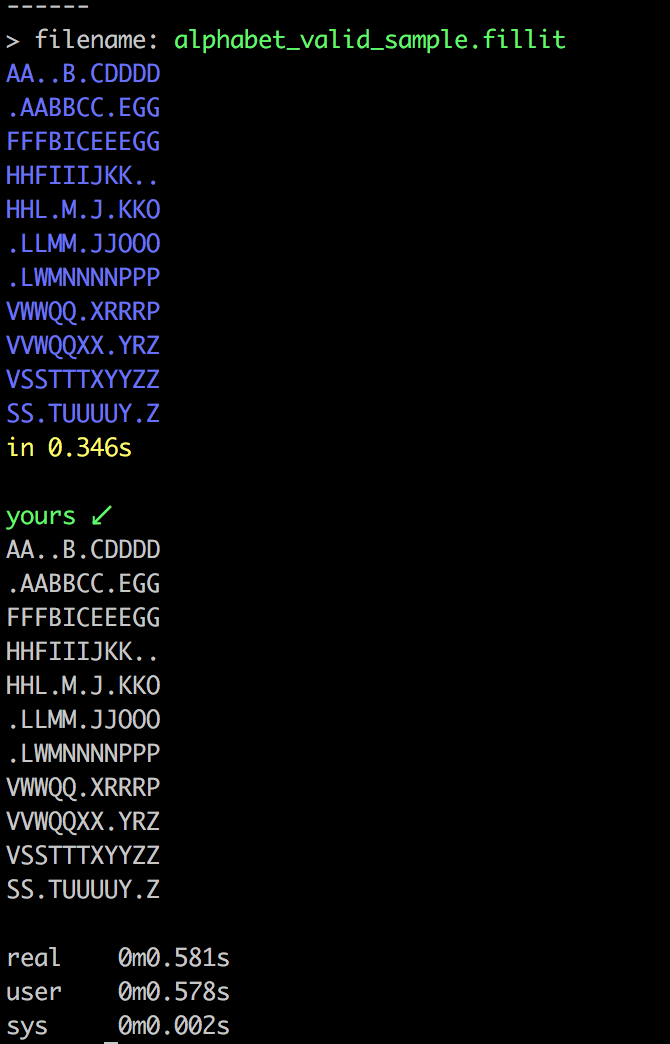 ------
> filename: alphabet_valid_sample.fillit
AA..B.CDDDD
.AABBCC.EGG
FFFBICEEEGG
HHFIIIJKK..
HHL.M.J.KKO
.LLMM.JJOOO
.LWMNNNNPPP
VWWQQ.XRRRP
VVWQQXX.YRZ
VSSTTTXYYZZ
SS.TUUUUY.Z
in 0.346s
yours ↙
AA..B.CDDDD
.AABBCC.EGG
FFFBICEEEGG
HHFIIIJKK..
HHL.M.J.KKO
.LLMM.JJOOO
.LWMNNNNPPP
VWWQQ.XRRRP
VVWQQXX.YRZ
VSSTTTXYYZZ
SS.TUUUUY.Z
real 0m0.581s
user 0m0.578s
sys 0m0.002s